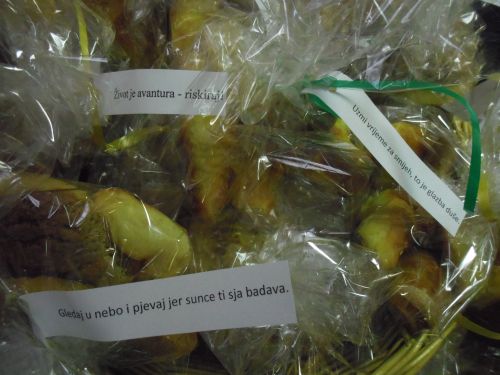 Život je avantura - riskiraj!
Uzmi vrijeme za smijeh, to je glazba duše.
Gledaj u nebo i pjevaj jer sunce ti sja badava.